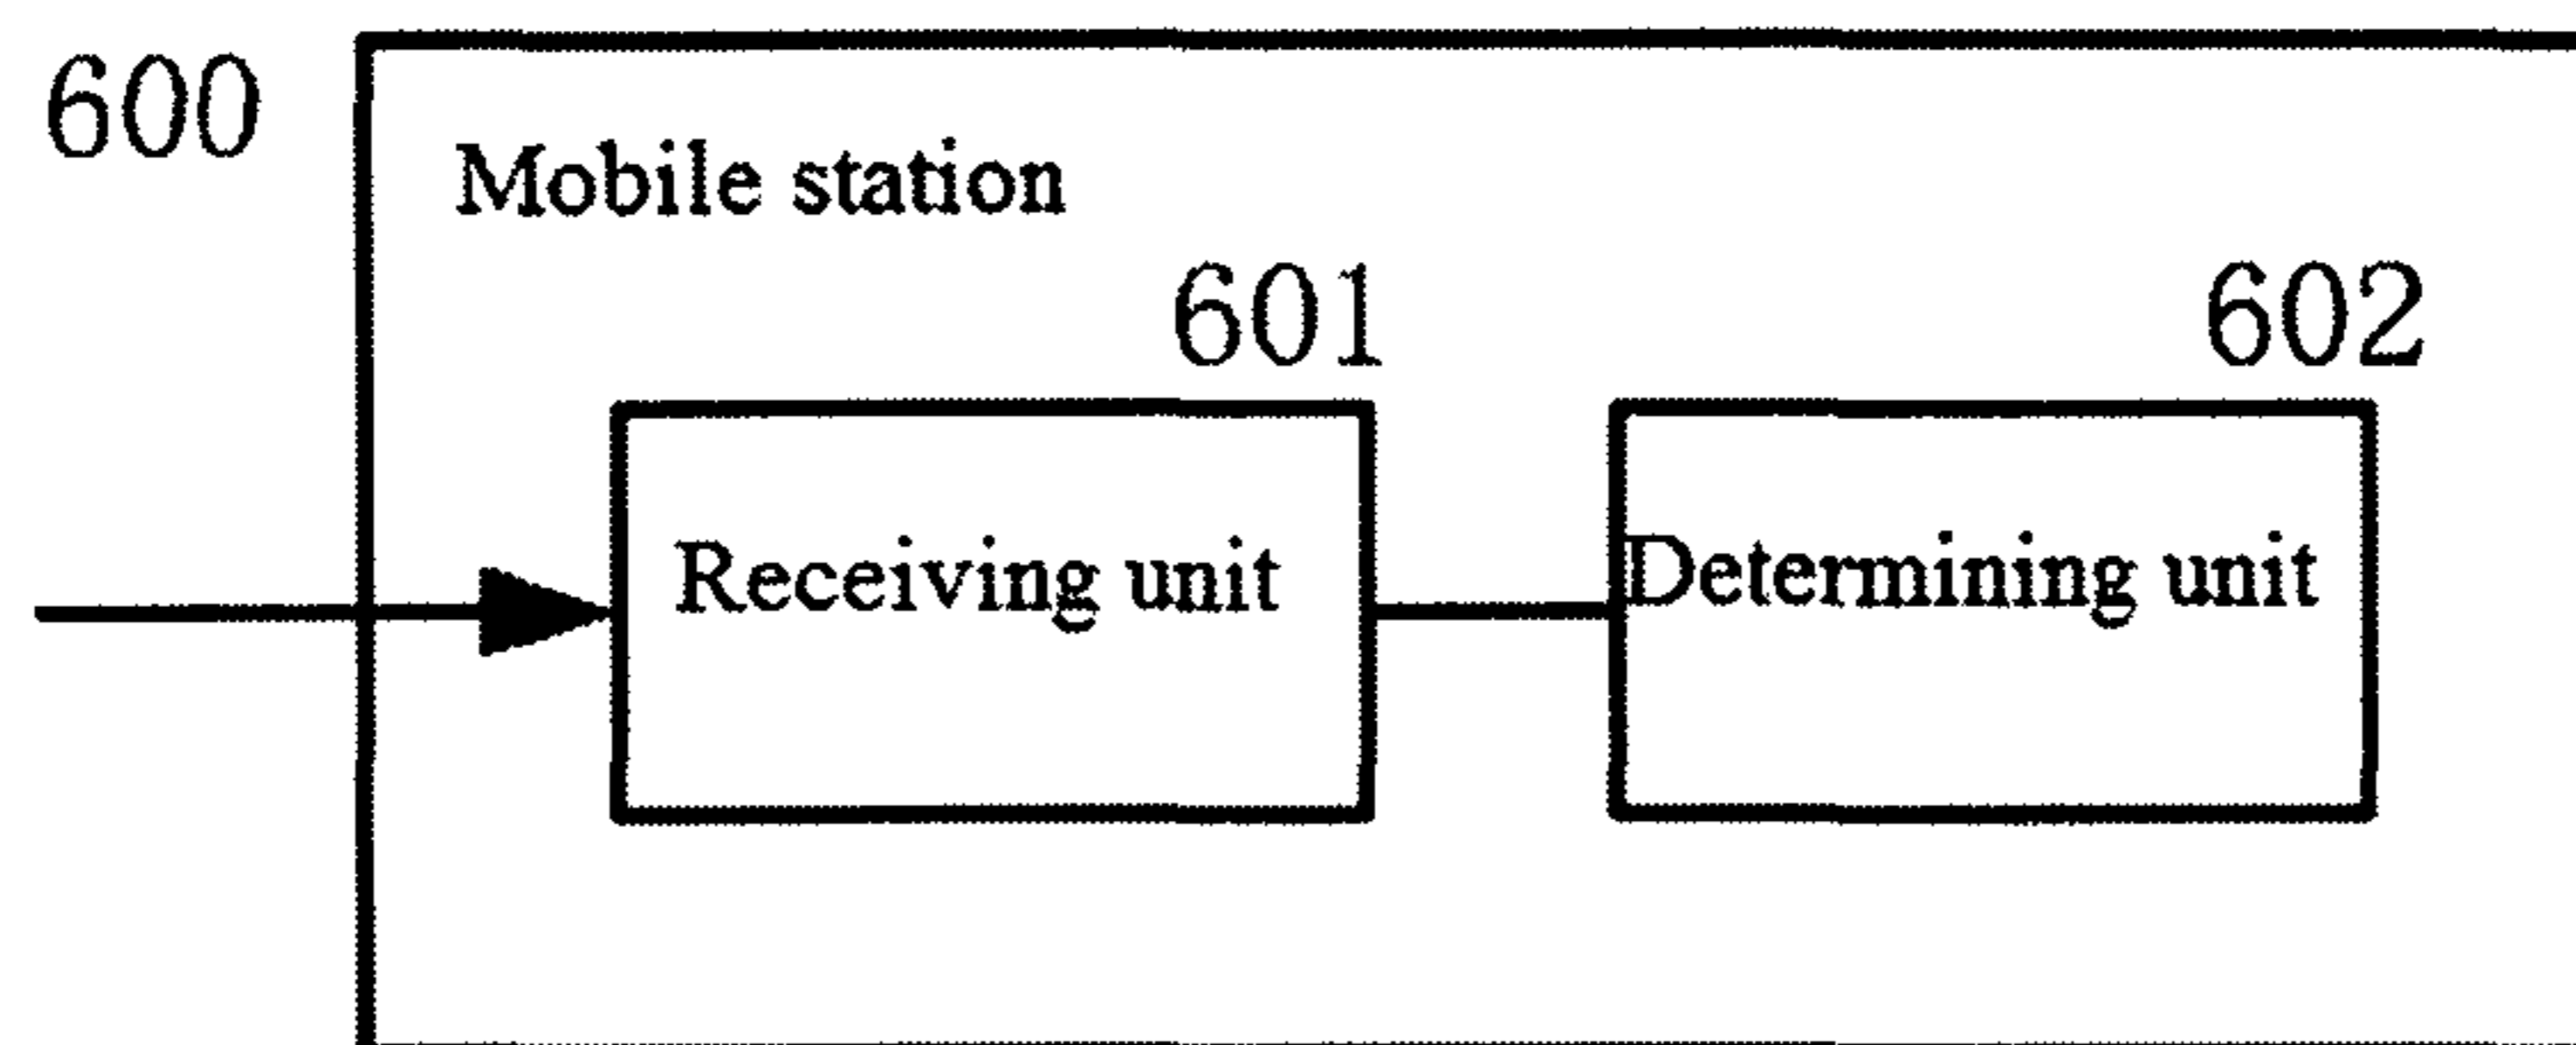 600
Mobile station
601
602
Receiving unit
Determining unit